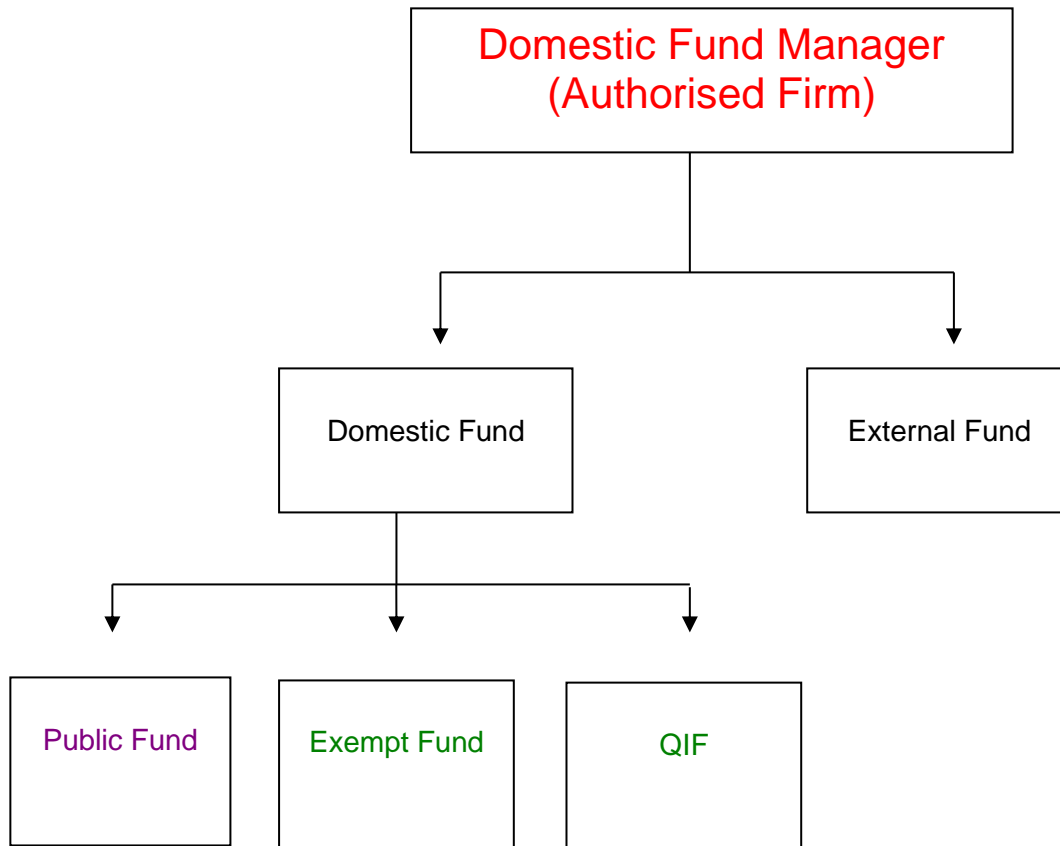 Domestic Fund Manager
(Authorised Firm)
Domestic Fund
External Fund
Public Fund
Exempt Fund
QIF